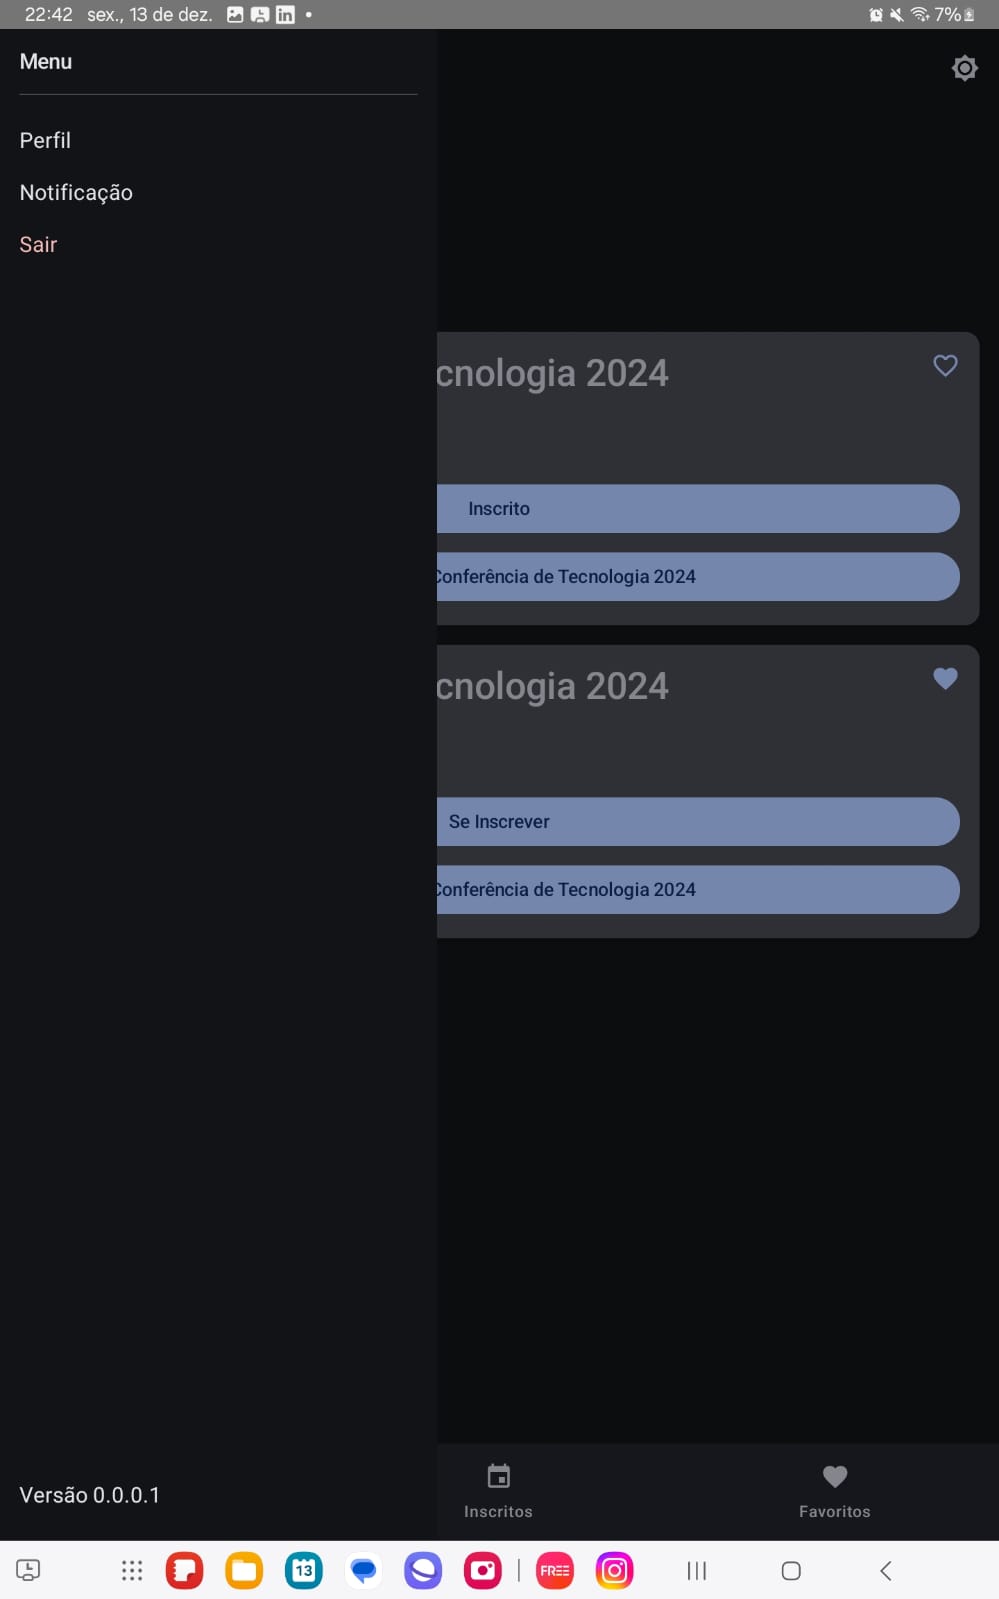 22:42 sex., 13 de dez.
7%
Menu
Perfil
Notificação
Sair
cnologia 2024
Inscrito
Conferência de Tecnologia 2024
cnologia 2024
Se Inscrever
Conferência de Tecnologia 2024
Versão 0.0.0.1
Inscritos
Favoritos
13
FREE